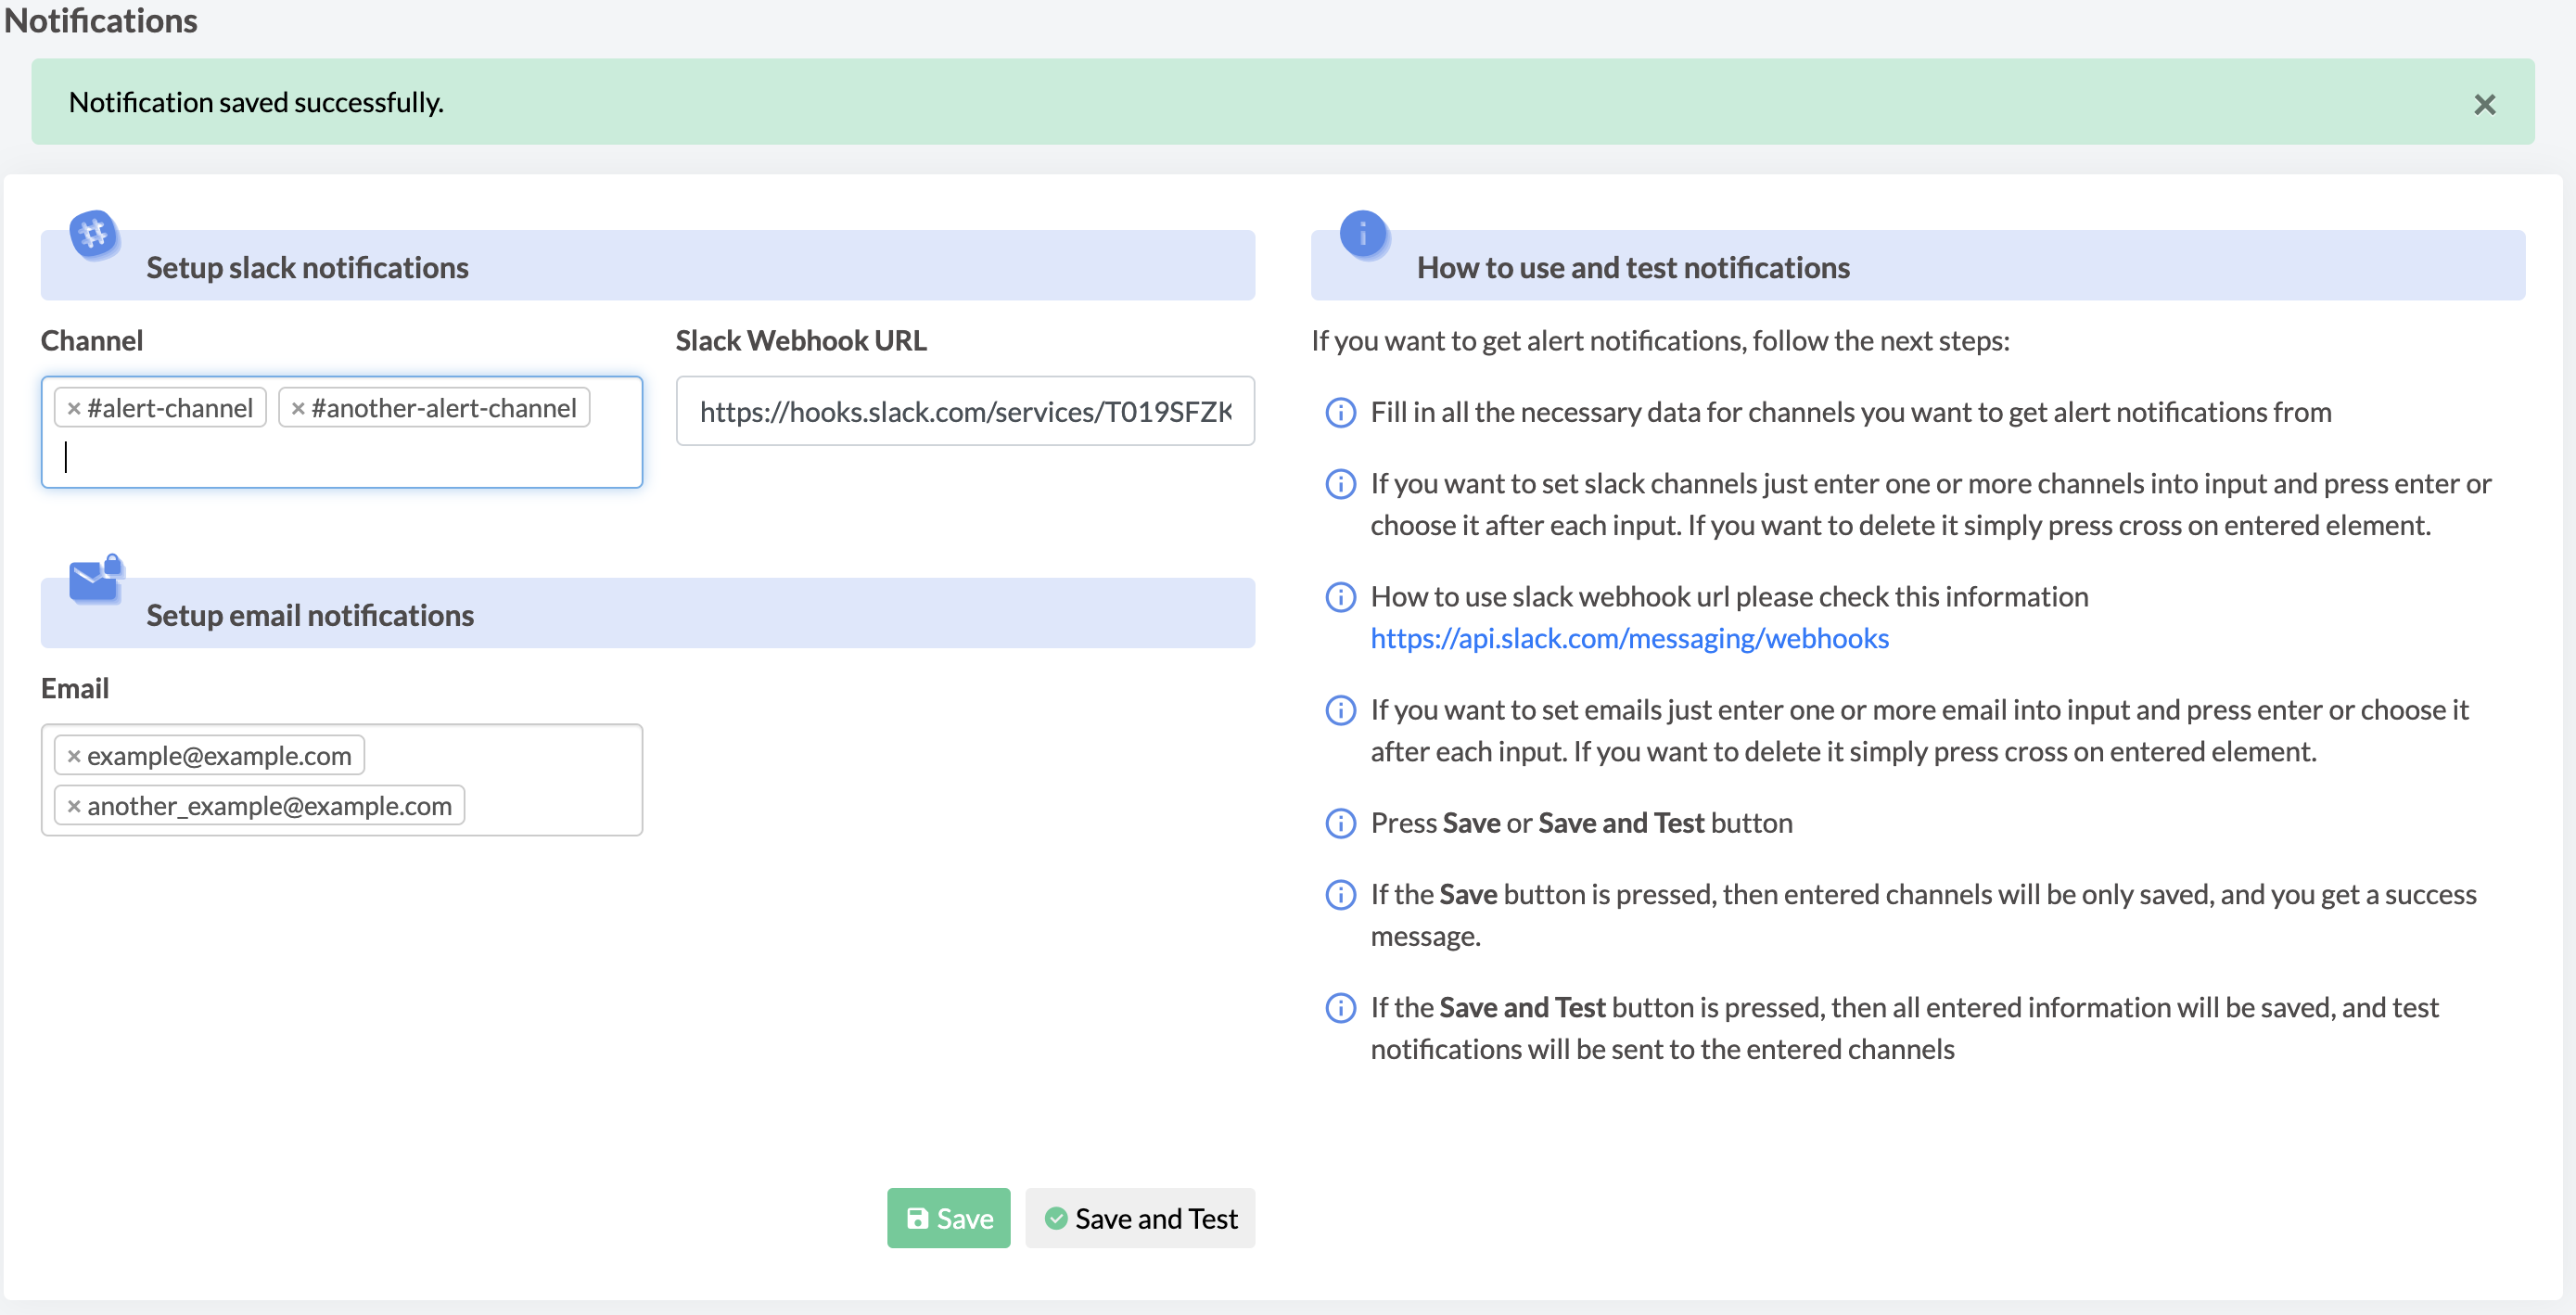 Notifications
Notification saved successfully.
×
Setup slack notifications
Channel
× #alert-channel × #another-alert-channel
Slack Webhook URL
https://hooks.slack.com/services/T019SFZK
Setup email notifications
Email
× example@example.com
× another_example@example.com
Save
Save and Test
How to use and test notifications
If you want to get alert notifications, follow the next steps:
Fill in all the necessary data for channels you want to get alert notifications from
If you want to set slack channels just enter one or more channels into input and press enter or
choose it after each input. If you want to delete it simply press cross on entered element.
How to use slack webhook url please check this information
https://api.slack.com/messaging/webhooks
If you want to set emails just enter one or more email into input and press enter or choose it
after each input. If you want to delete it simply press cross on entered element.
Press Save or Save and Test button
If the Save button is pressed, then entered channels will be only saved, and you get a success
message.
If the Save and Test button is pressed, then all entered information will be saved, and test
notifications will be sent to the entered channels